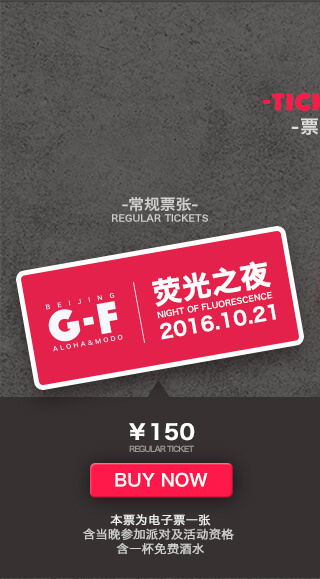 -TICK
-票
-常规票张-
REGULAR TICKETS
BEIJING
G-F
ALOHA&MODO
荧光之夜
NIGHT OF FLUORESCENCE
2016.10.21
￥150
REGULAR TICKET
BUY NOW
本票为电子票一张
含当晚参加派对及活动资格
含一杯免费酒水